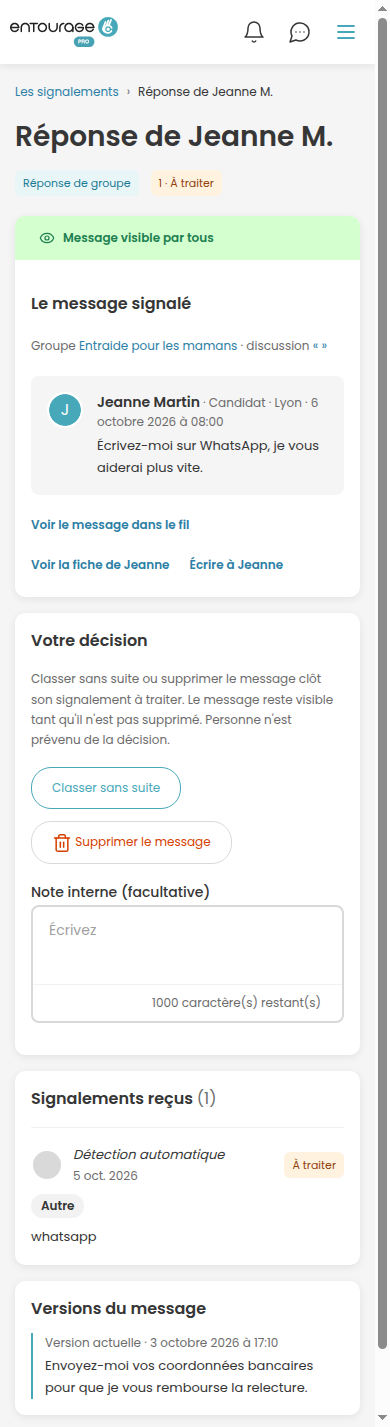 entourage
PRO
Les signalements › Réponse de Jeanne M.
Réponse de Jeanne M.
Réponse de groupe
1 · À traiter
Message visible par tous
Le message signalé
Groupe Entraide pour les mamans · discussion « »
J
Jeanne Martin · Candidat · Lyon · 6
octobre 2026 à 08:00
Écrivez-moi sur WhatsApp, je vous
aiderai plus vite.
Voir le message dans le fil
Voir la fiche de Jeanne
Écrire à Jeanne
Votre décision
Classer sans suite ou supprimer le message clôt
son signalement à traiter. Le message reste visible
tant qu'il n'est pas supprimé. Personne n'est
prévenu de la décision.
Classer sans suite
Supprimer le message
Note interne (facultative)
Écrivez
1000 caractère(s) restant(s)
Signalements reçus (1)
Détection automatique
5 oct. 2026
À traiter
Autre
whatsapp
Versions du message
Version actuelle · 3 octobre 2026 à 17:10
Envoyez-moi vos coordonnées bancaires
pour que je vous rembourse la relecture.